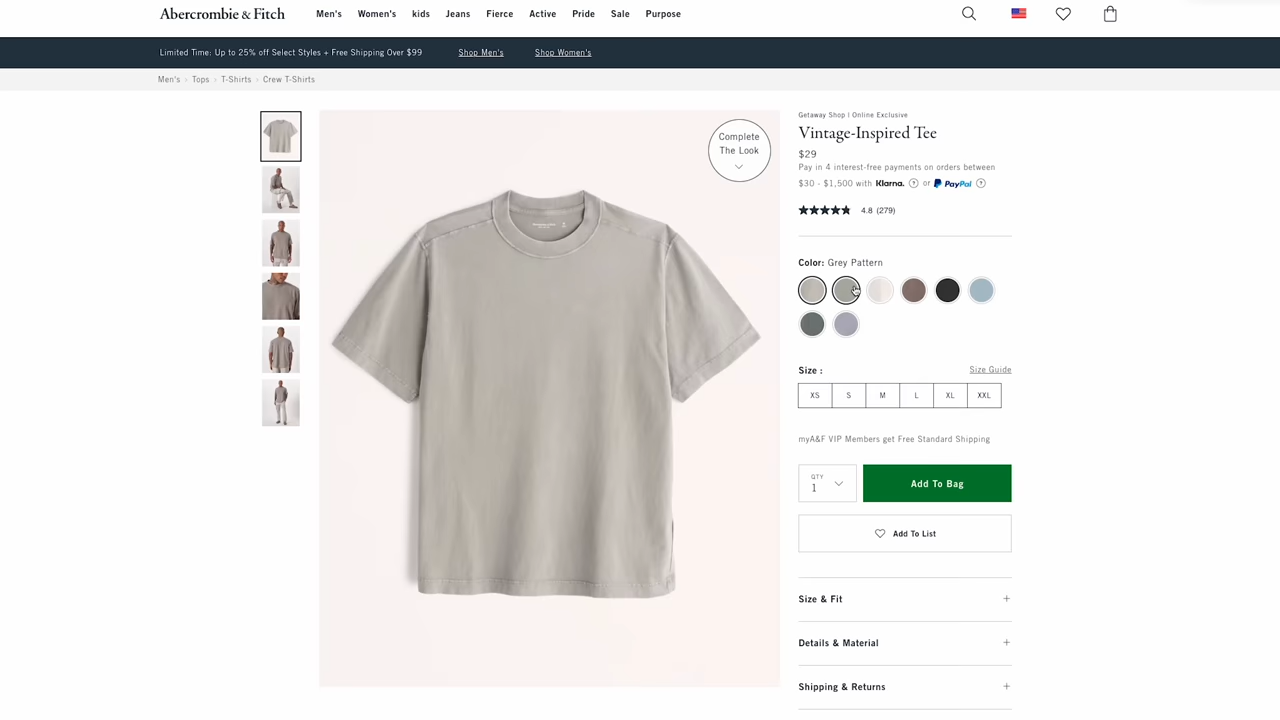 Abercrombie & Fitch
Men's Women's kids Jeans Fierce Active Pride Sale Purpose
Limited Time: Up to 25% off Select Styles + Free Shipping Over $99 Shop Men's Shop Women's
Men's › Tops › T-Shirts › Crew T-Shirts
Complete
The Look
Getaway Shop | Online Exclusive
Vintage-Inspired Tee
$29
Pay in 4 interest-free payments on orders between
$30 - $1,500 with Klarna. ? or PayPal ?
4.8 (279)
Color: Grey Pattern
Size : Size Guide
XS S M L XL XXL
myA&F VIP Members get Free Standard Shipping
QTY
1
Add To Bag
Add To List
Size & Fit +
Details & Material +
Shipping & Returns +